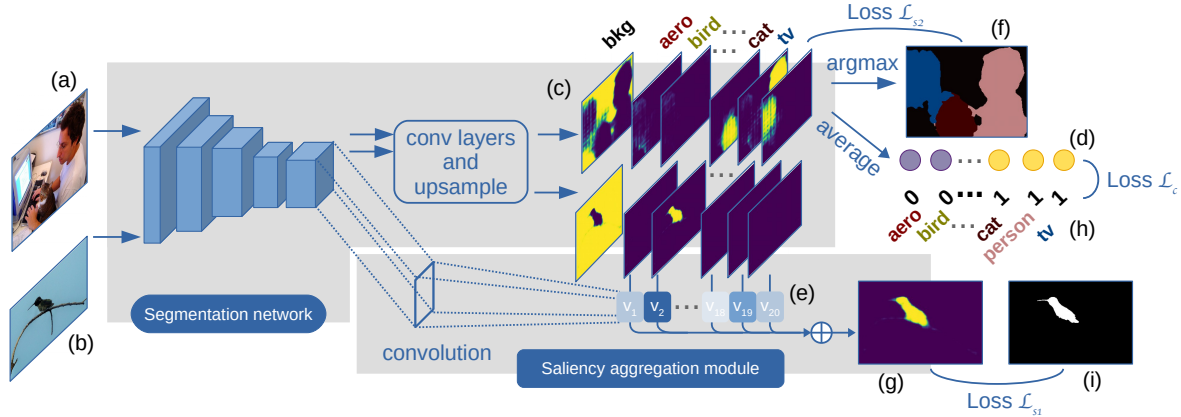 Loss ℒs2
bkg
aero
bird
...
...
cat
tv
(f)
(a)
(c)
argmax
conv layers
and
upsample
average
(d)
...
...
0
0
...
1
1
1
Loss ℒc
aero
bird
...
cat
person
tv
(h)
(b)
Segmentation network
V1
V2
...
V18
V19
V20
(e)
convolution
Saliency aggregation module
(g)
(i)
Loss ℒs1